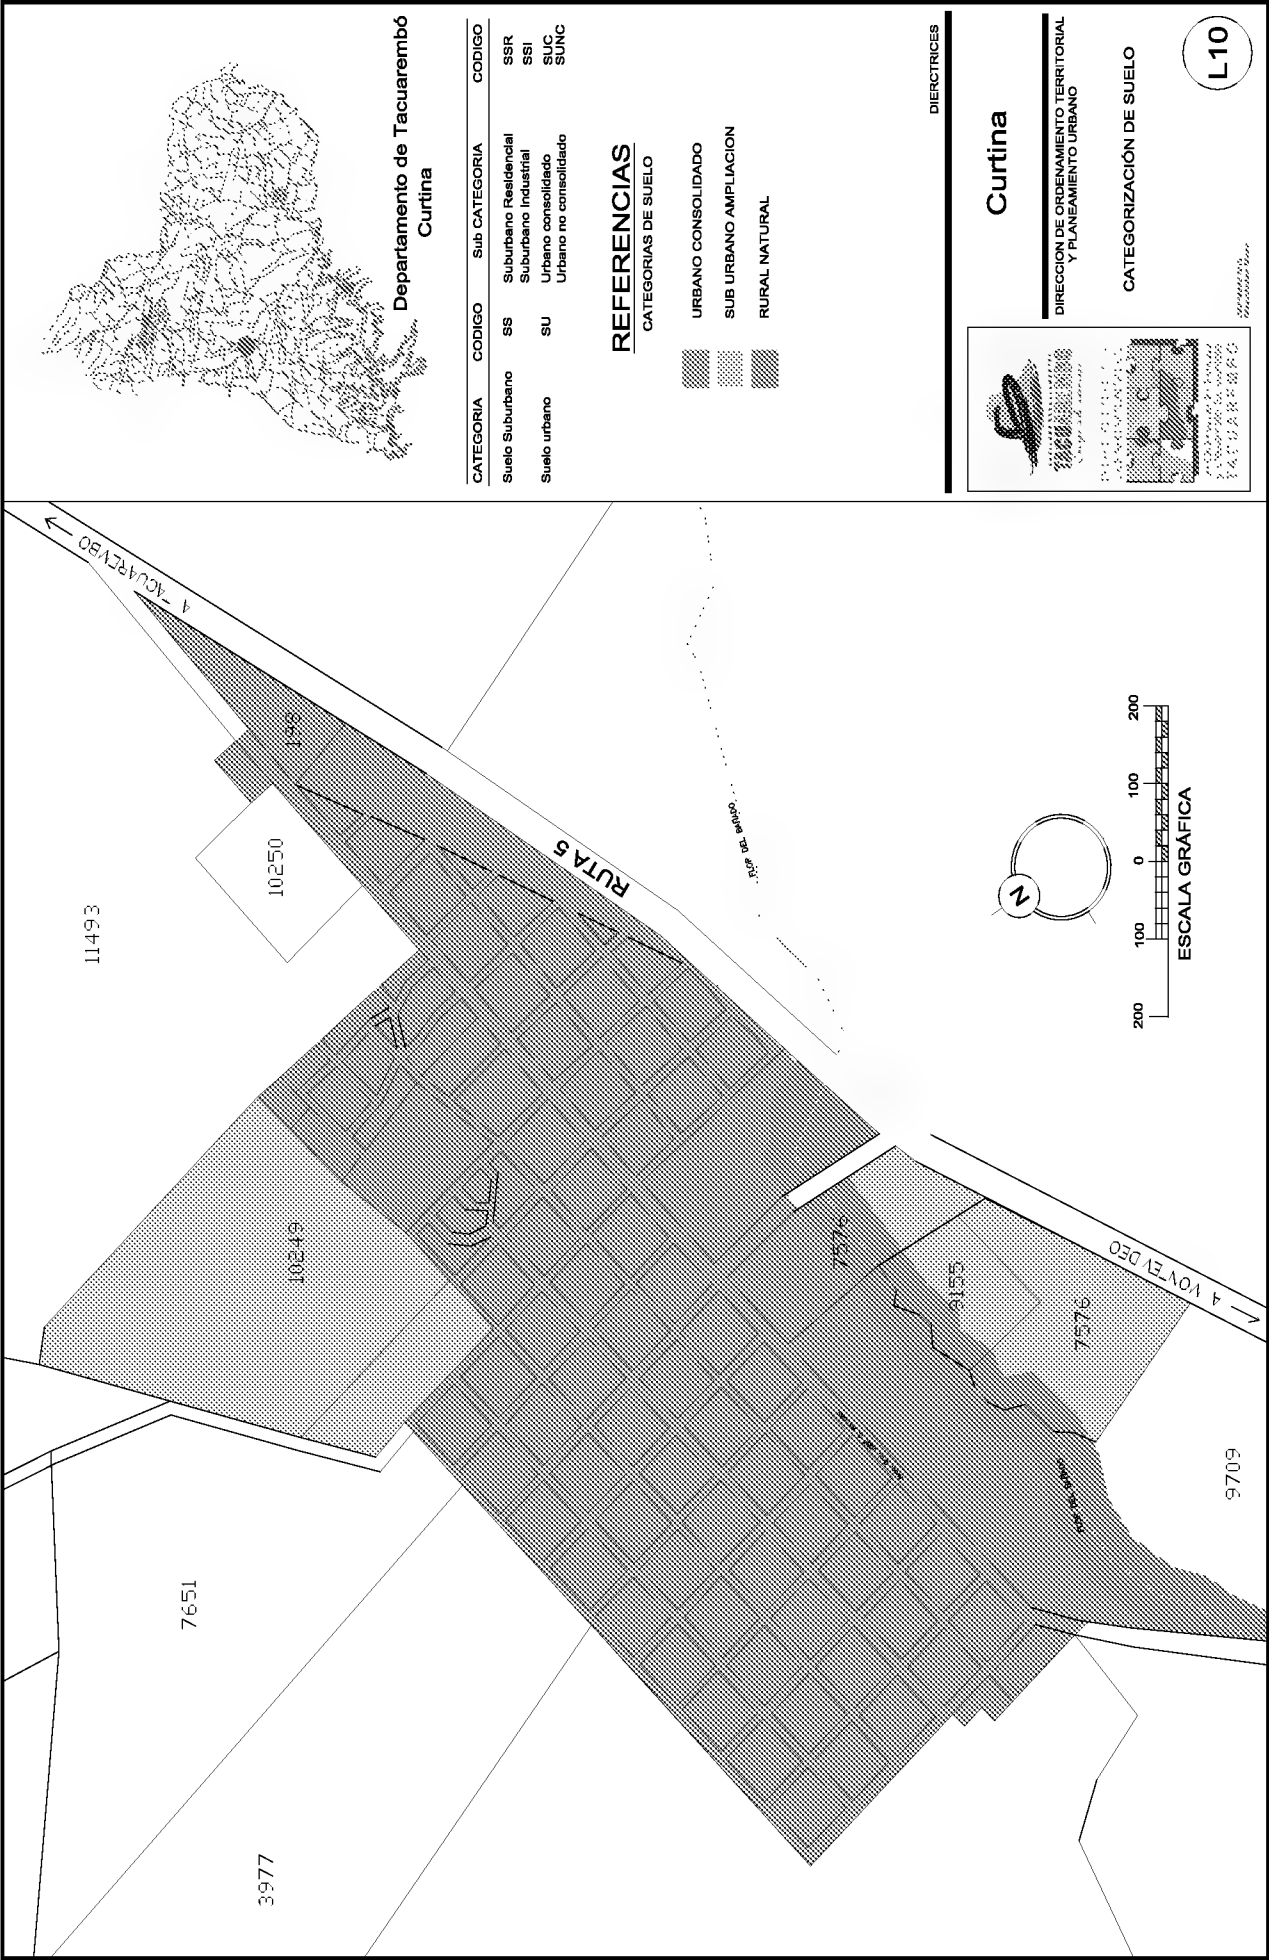 Departamento de Tacuarembó
Curtina
CATEGORIA CODIGO Sub CATEGORIA CODIGO
Suelo Suburbano SS Suburbano Residencial SSR
Suburbano Industrial SSI
Suelo urbano SU Urbano consolidado SUC
Urbano no consolidado SUNC
REFERENCIAS
CATEGORIAS DE SUELO
URBANO CONSOLIDADO
SUB URBANO AMPLIACION
RURAL NATURAL
DIERCTRICES
Curtina
DIRECCION DE ORDENAMIENTO TERRITORIAL
Y PLANEAMIENTO URBANO
CATEGORIZACIÓN DE SUELO
L10
11493
10250
198
10249
7651
3977
7576
9155
7576
9709
RUTA 5
N
200 100 0 100 200
ESCALA GRÁFICA